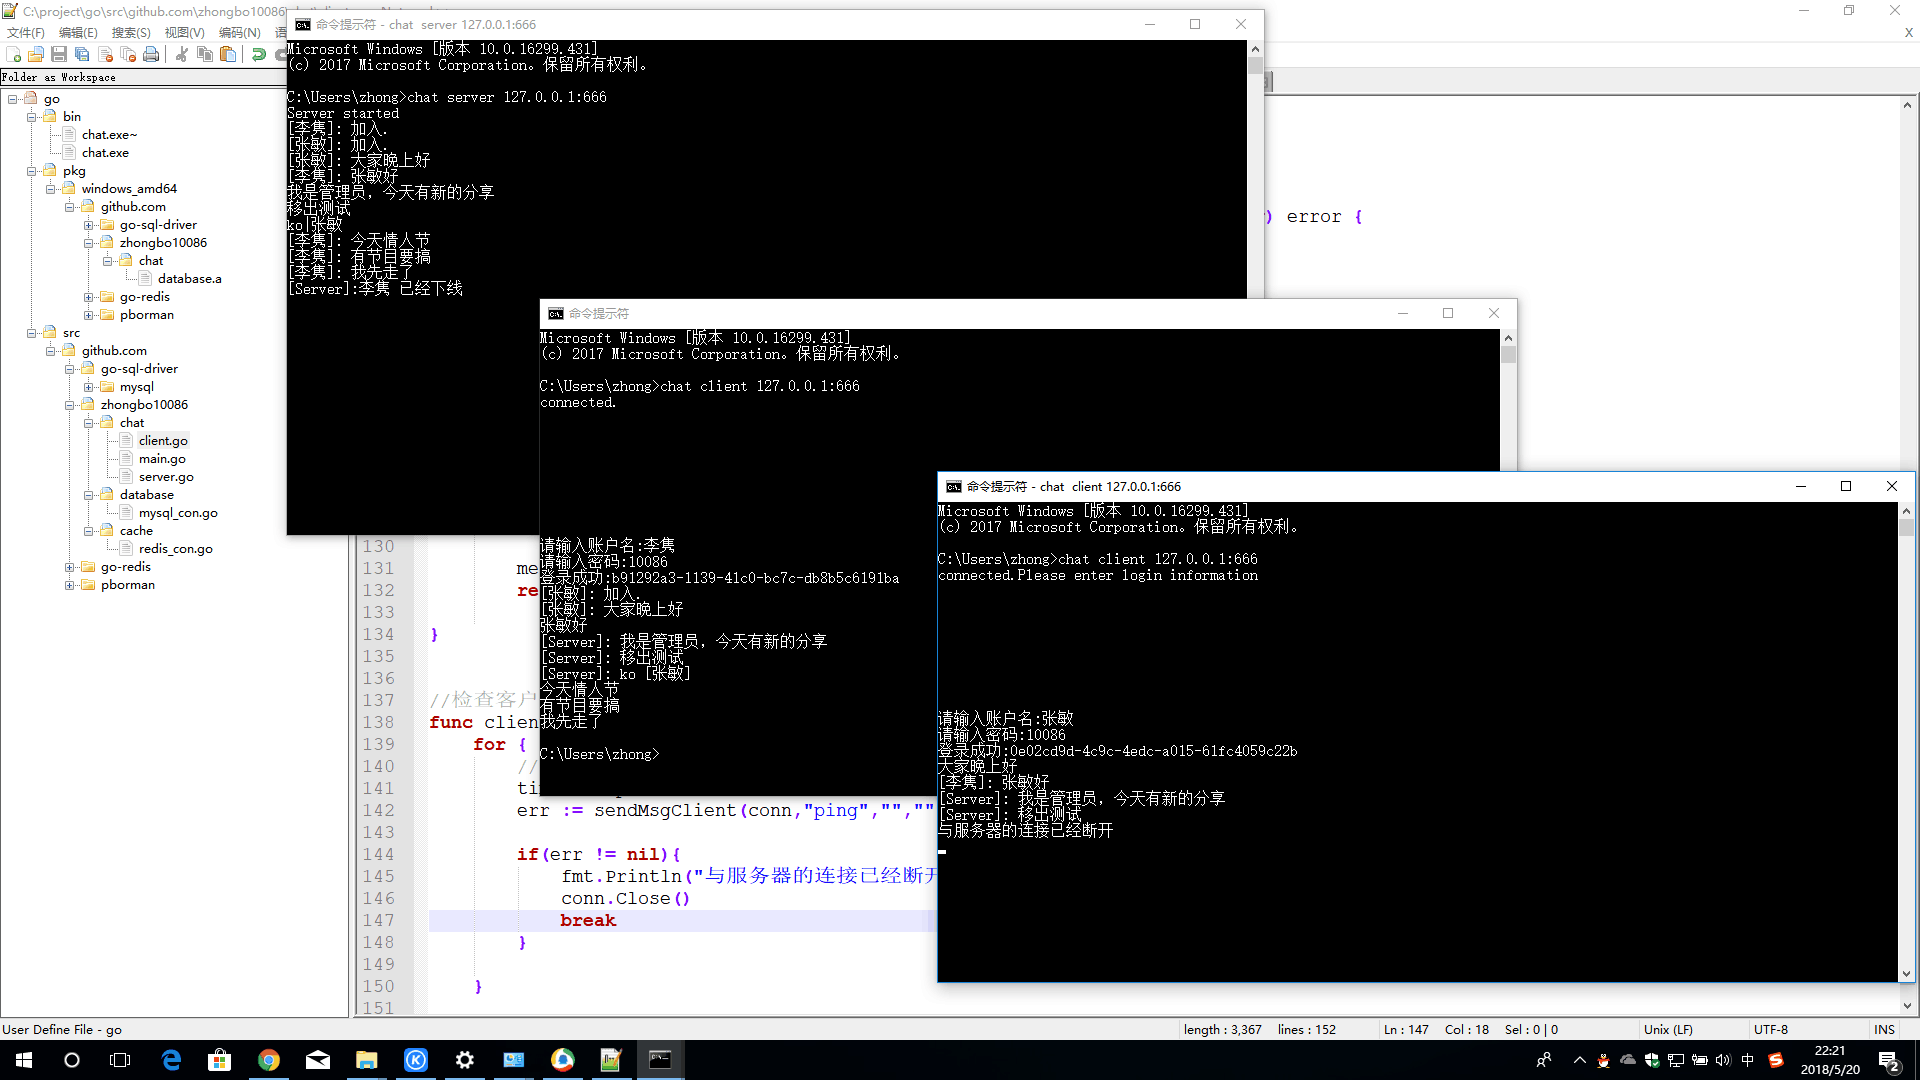 C:\project\go\src\github.com\zhongbo10086
文件(F) 编辑(E) 搜索(S) 视图(V) 编码(N)
X
Folder as Workspace
go
bin
chat.exe~
chat.exe
pkg
windows_amd64
github.com
go-sql-driver
zhongbo10086
chat
database.a
go-redis
pborman
src
github.com
go-sql-driver
mysql
zhongbo10086
chat
client.go
main.go
server.go
database
mysql_con.go
cache
redis_con.go
go-redis
pborman
命令提示符 - chat server 127.0.0.1:666
Microsoft Windows [版本 10.0.16299.431]
(c) 2017 Microsoft Corporation。保留所有权利。
C:\Users\zhong>chat server 127.0.0.1:666
Server started
[李隽]: 加入.
[张敏]: 加入.
[张敏]: 大家晚上好
[李隽]: 张敏好
我是管理员，今天有新的分享
移出测试
ko|张敏
[李隽]: 今天情人节
[李隽]: 有节目要搞
[李隽]: 我先走了
[Server]:李隽 已经下线
) error {
命令提示符
Microsoft Windows [版本 10.0.16299.431]
(c) 2017 Microsoft Corporation。保留所有权利。
C:\Users\zhong>chat client 127.0.0.1:666
connected.
请输入账户名:李隽
请输入密码:10086
登录成功:b91292a3-1139-41c0-bc7c-db8b5c6191ba
[张敏]: 加入.
[张敏]: 大家晚上好
张敏好
[Server]: 我是管理员，今天有新的分享
[Server]: 移出测试
[Server]: ko [张敏]
今天情人节
有节目要搞
我先走了
C:\Users\zhong>
命令提示符 - chat client 127.0.0.1:666
Microsoft Windows [版本 10.0.16299.431]
(c) 2017 Microsoft Corporation。保留所有权利。
C:\Users\zhong>chat client 127.0.0.1:666
connected.Please enter login information
请输入账户名:张敏
请输入密码:10086
登录成功:0e02cd9d-4c9c-4edc-a015-61fc4059c22b
大家晚上好
[李隽]: 张敏好
[Server]: 我是管理员，今天有新的分享
[Server]: 移出测试
与服务器的连接已经断开
130
131 me
132 re
133
134 }
135
136
137 //检查客户
138 func clien
139 for {
140 //
141 ti
142 err := sendMsgClient(conn,"ping","",""
143
144 if(err != nil){
145 fmt.Println("与服务器的连接已经断开
146 conn.Close()
147 break
148 }
149
150 }
151
User Define File - go
length : 3,367 lines : 152
Ln : 147 Col : 18 Sel : 0 | 0
Unix (LF)
UTF-8
INS
中
22:21
2018/5/20
2